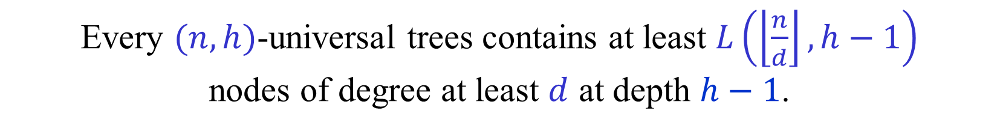 Every (n, h)-universal trees contains at least L(⌊n/d⌋, h − 1)
nodes of degree at least d at depth h − 1.